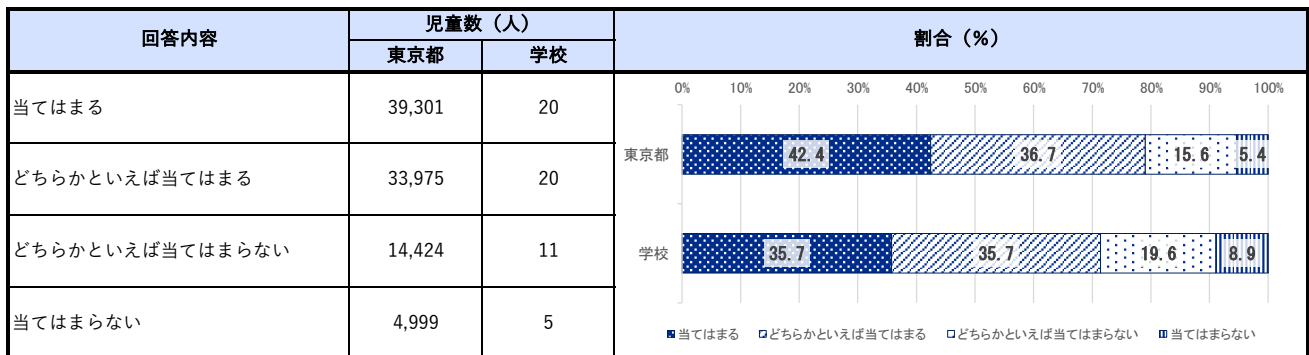 回答内容 児童数（人） 割合（％）
東京都 学校
当てはまる 39,301 20
どちらかといえば当てはまる 33,975 20
どちらかといえば当てはまらない 14,424 11
当てはまらない 4,999 5
0% 10% 20% 30% 40% 50% 60% 70% 80% 90% 100%
東京都 42.4 36.7 15.6 5.4
学校 35.7 35.7 19.6 8.9
当てはまる どちらかといえば当てはまる どちらかといえば当てはまらない 当てはまらない